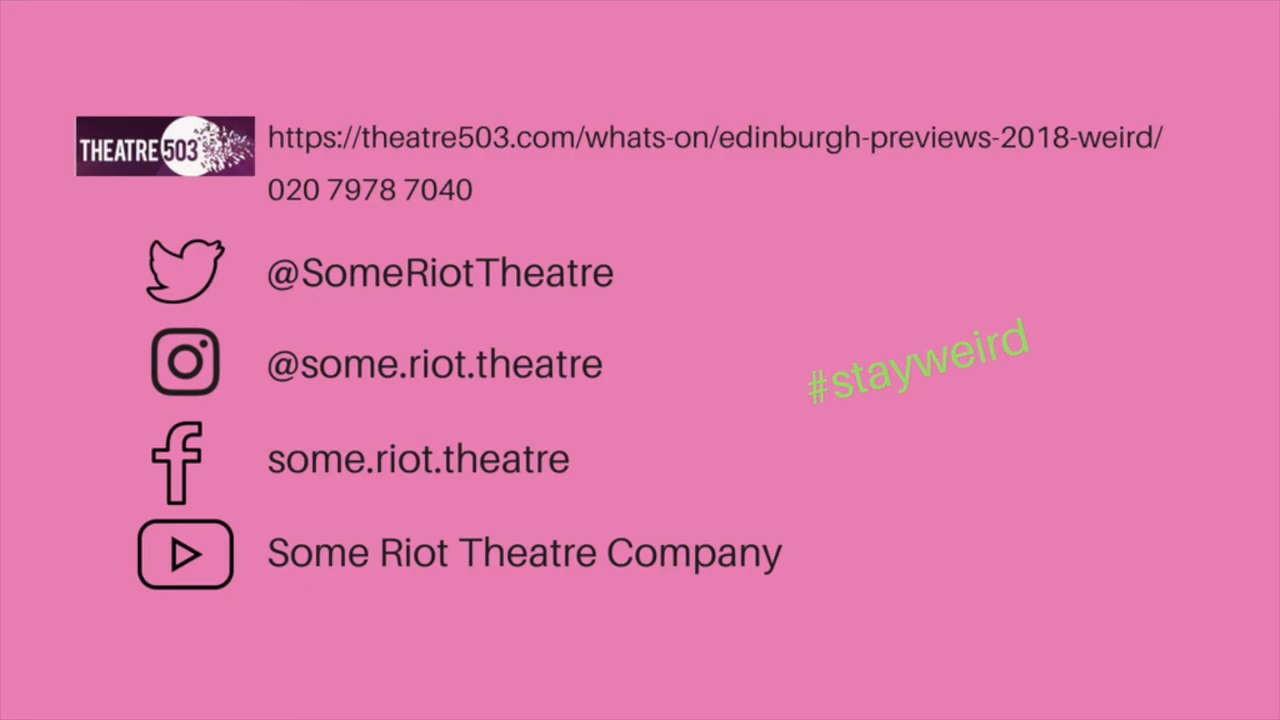 THEATRE 503
https://theatre503.com/whats-on/edinburgh-previews-2018-weird/
020 7978 7040
@SomeRiotTheatre
@some.riot.theatre
#stayweird
some.riot.theatre
Some Riot Theatre Company